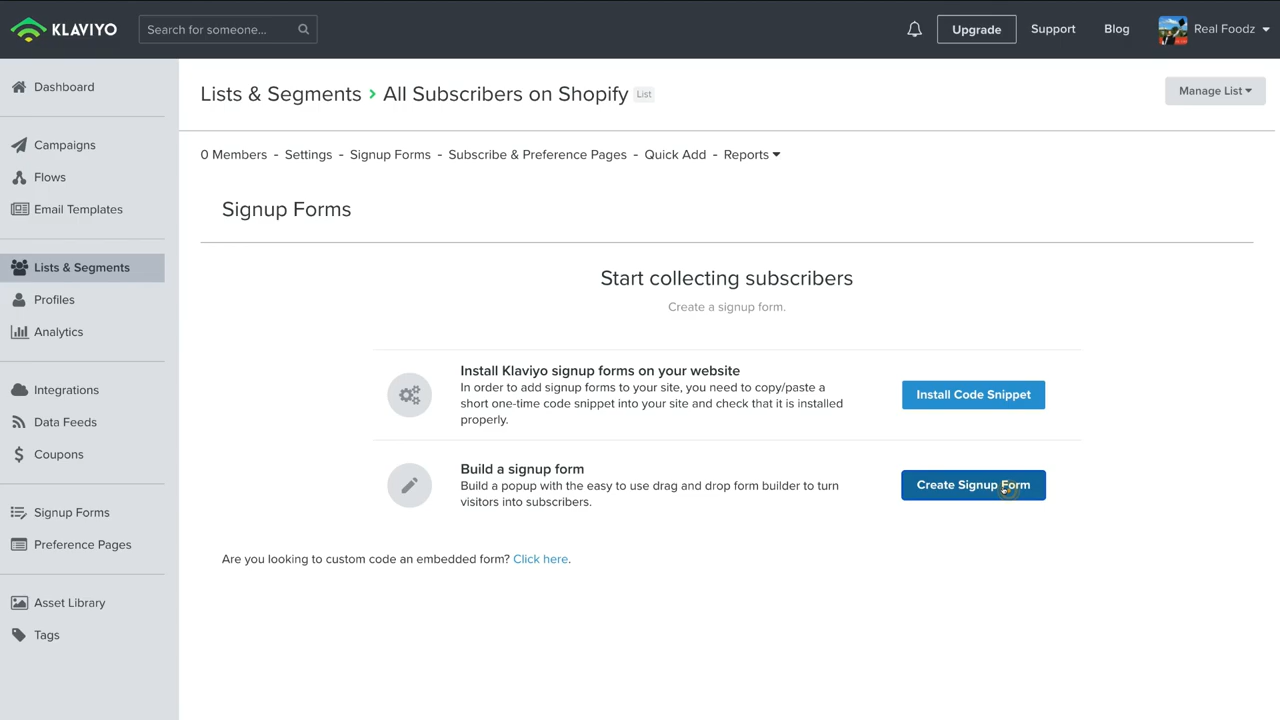 KLAVIYO
Search for someone...
Upgrade
Support
Blog
Real Foodz
Dashboard
Campaigns
Flows
Email Templates
Lists & Segments
Profiles
Analytics
Integrations
Data Feeds
$ Coupons
Signup Forms
Preference Pages
Asset Library
Tags
Lists & Segments > All Subscribers on Shopify List
Manage List
0 Members - Settings - Signup Forms - Subscribe & Preference Pages - Quick Add - Reports
Signup Forms
Start collecting subscribers
Create a signup form.
Install Klaviyo signup forms on your website
In order to add signup forms to your site, you need to copy/paste a
short one-time code snippet into your site and check that it is installed
properly.
Install Code Snippet
Build a signup form
Build a popup with the easy to use drag and drop form builder to turn
visitors into subscribers.
Create Signup Form
Are you looking to custom code an embedded form? Click here.